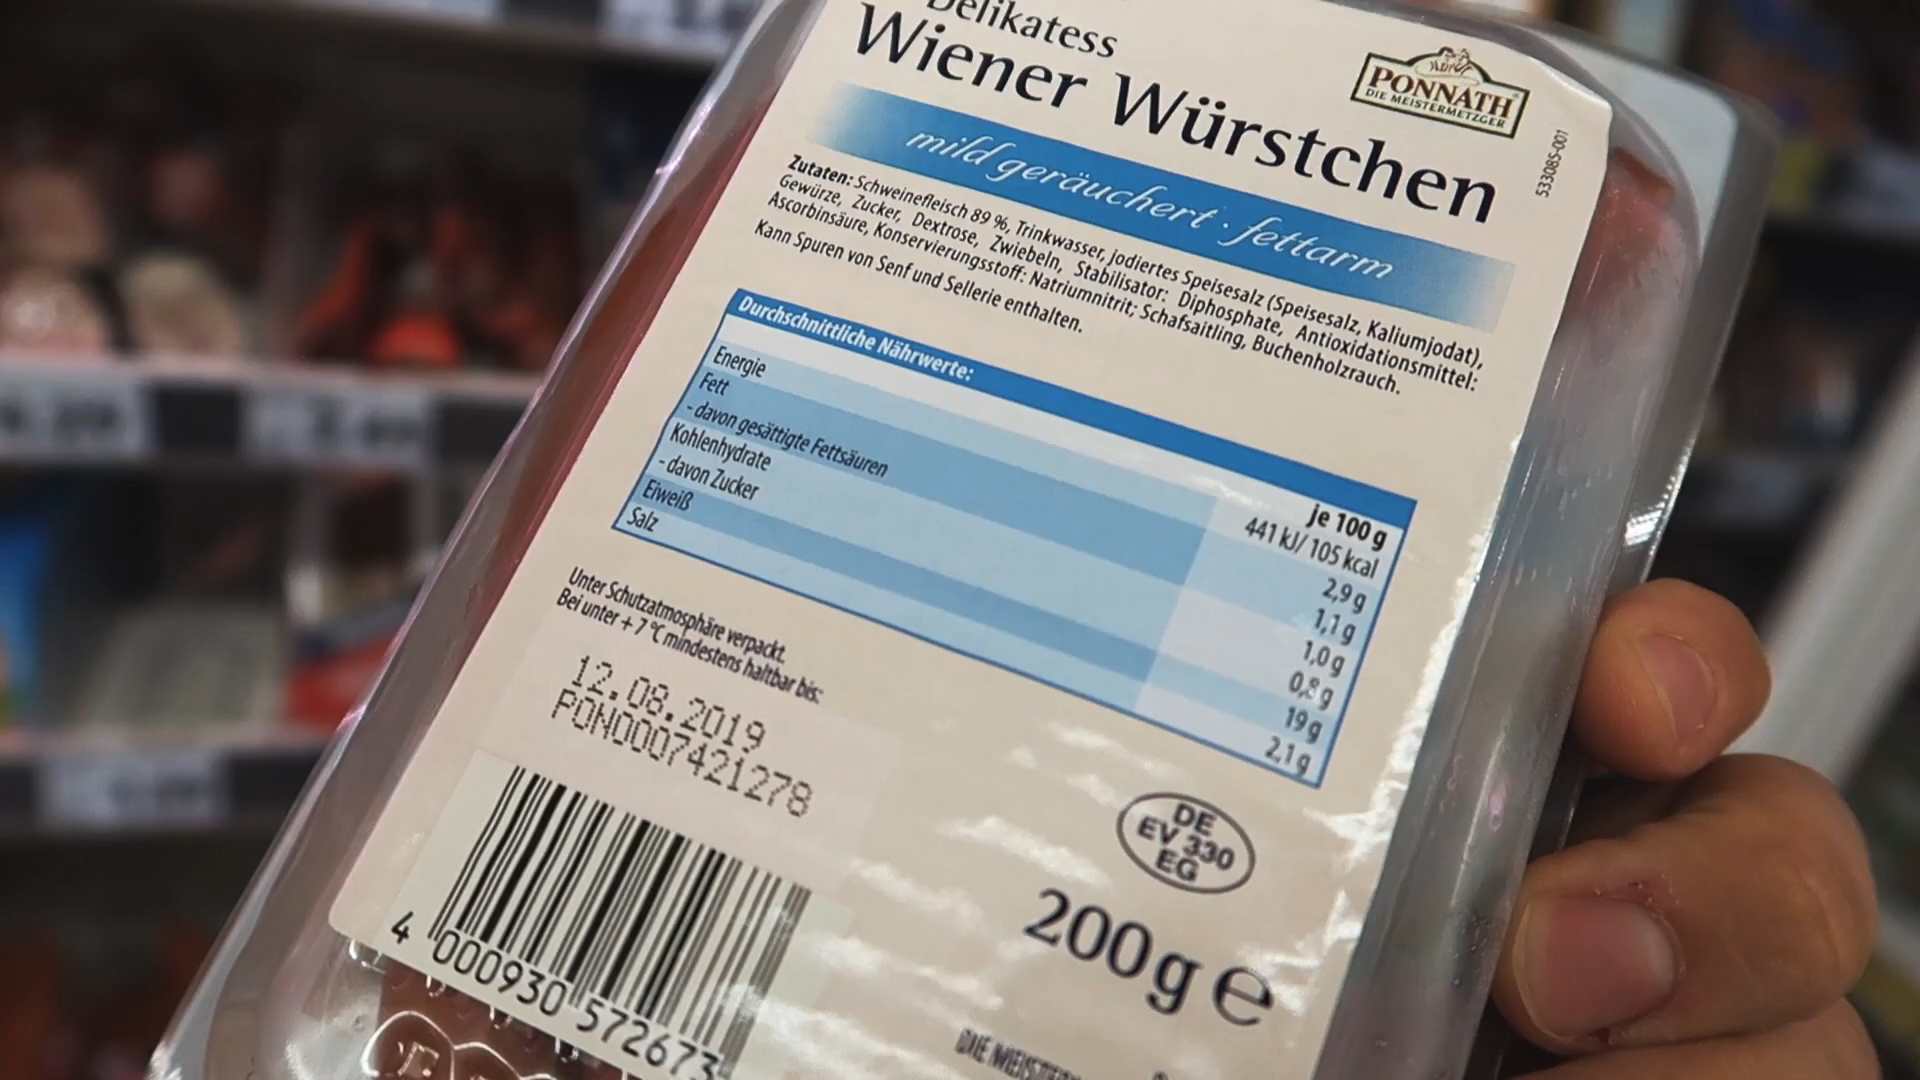 Delikatess
Wiener Würstchen
PONNATH
DIE MEISTERMETZGER
533085-001
mild geräuchert · fettarm
Zutaten: Schweinefleisch 89 %, Trinkwasser, jodiertes Speisesalz (Speisesalz, Kaliumjodat),
Gewürze, Zucker, Dextrose, Zwiebeln, Stabilisator: Diphosphate, Antioxidationsmittel:
Ascorbinsäure, Konservierungsstoff: Natriumnitrit; Schafsaitling, Buchenholzrauch.
Kann Spuren von Senf und Sellerie enthalten.
Durchschnittliche Nährwerte:
je 100 g
Energie 441 kJ/ 105 kcal
Fett 2,9 g
- davon gesättigte Fettsäuren 1,1 g
Kohlenhydrate 1,0 g
- davon Zucker 0,8 g
Eiweiß 19 g
Salz 2,1 g
Unter Schutzatmosphäre verpackt.
Bei unter +7 °C mindestens haltbar bis:
12.08.2019
PON0007421278
DE
EV 330
EG
200 g e
4 000930 572673
DIE